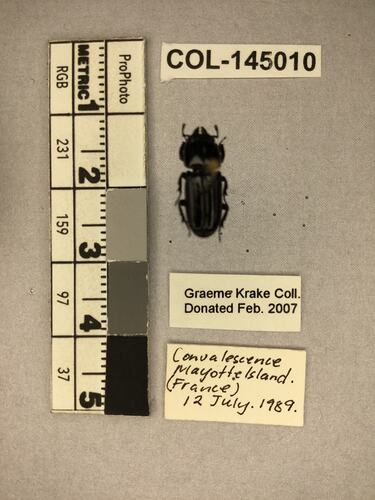 COL-145010
ProPhoto
METRIC 1
RGB
231
2
159
3
97
4
37
5
Graeme Krake Coll.
Donated Feb. 2007
Convalescence
Mayotte Island.
(France)
12 July. 1989.